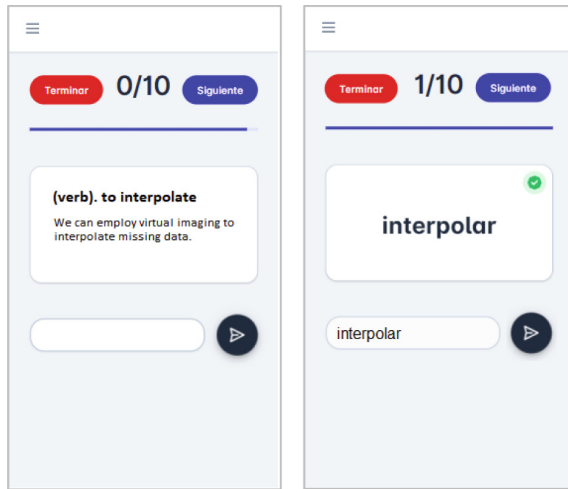 Terminar 0/10 Siguiente
(verb). to interpolate
We can employ virtual imaging to
interpolate missing data.
Terminar 1/10 Siguiente
interpolar
interpolar